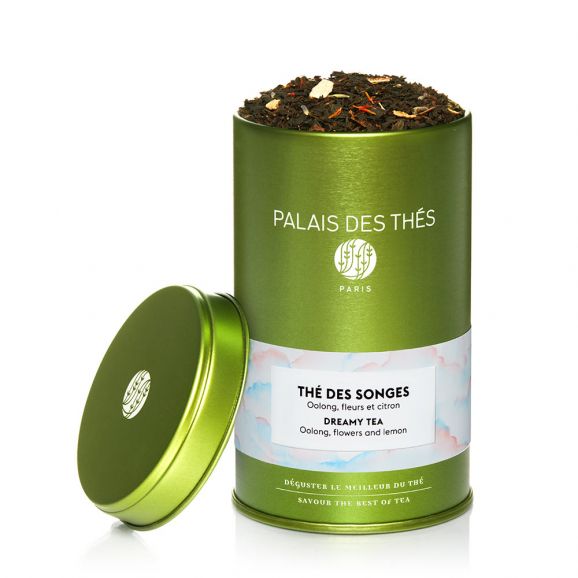 PALAIS DES THÉS
PARIS
THÉ DES SONGES
Oolong, fleurs et citron
DREAMY TEA
Oolong, flowers and lemon
DÉGUSTER LE MEILLEUR DU THÉ
SAVOUR THE BEST OF TEA